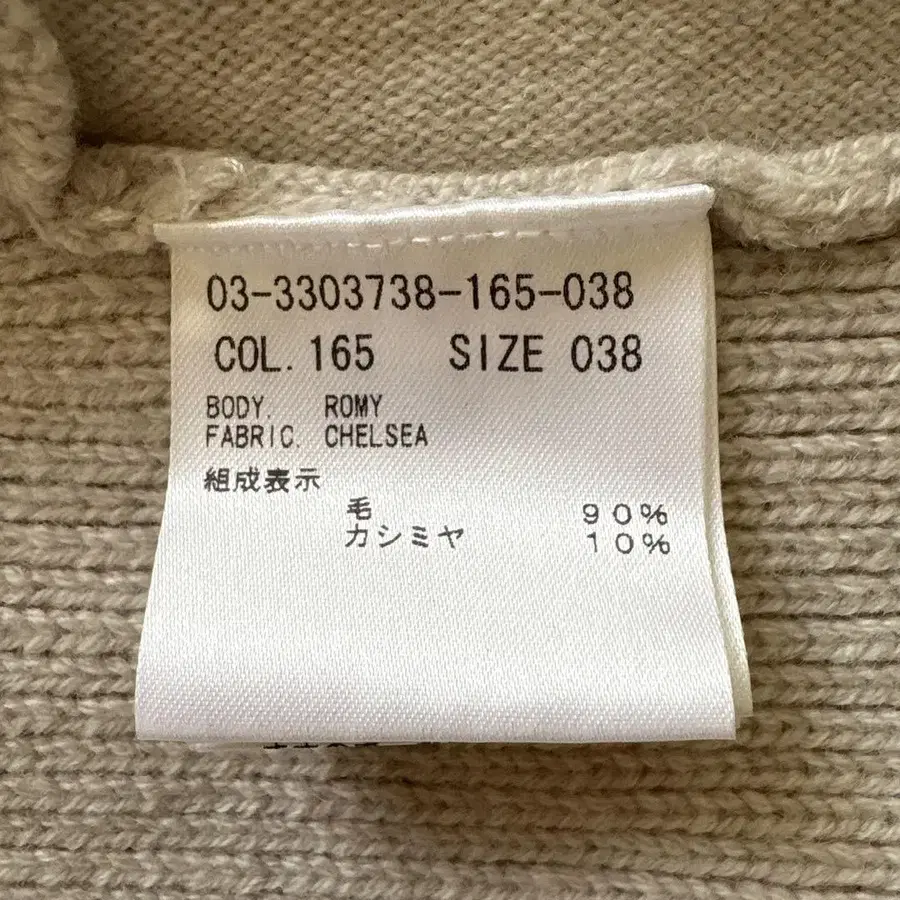 03-3303738-165-038
COL. 165 SIZE 038
BODY. ROMY
FABRIC. CHELSEA
組成表示
毛 90%
カシミヤ 10%